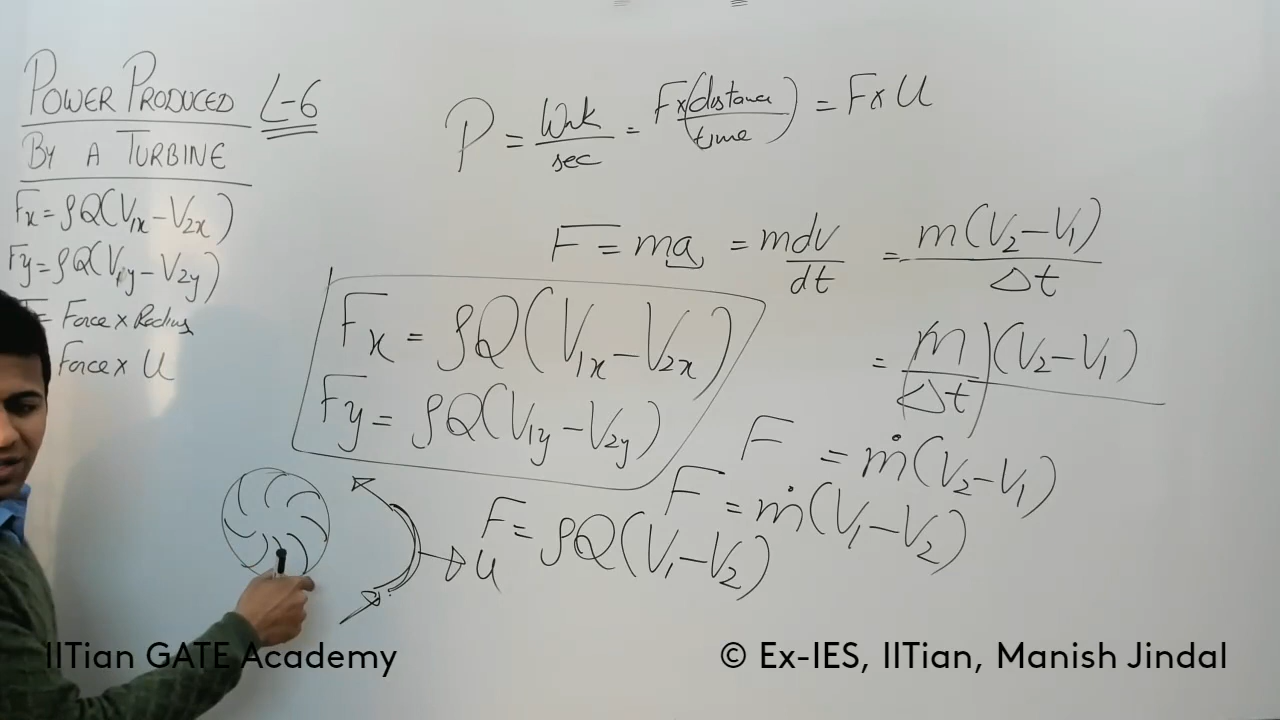 POWER PRODUCED L-6
BY A TURBINE
Fx = ρQ(V1x - V2x)
Fy = ρQ(V1y - V2y)
= Force x Radius
Force x U
P = Work/sec = Fx(distance/time) = F x U
F = ma = mdv/dt = m(V2 - V1)/Δt
= (m/Δt)(V2 - V1)
Fx = ρQ(V1x - V2x)
Fy = ρQ(V1y - V2y)
F = ṁ(V2 - V1)
F = ṁ(V1 - V2)
F = ρQ(V1 - V2)
U
IITian GATE Academy
© Ex-IES, IITian, Manish Jindal